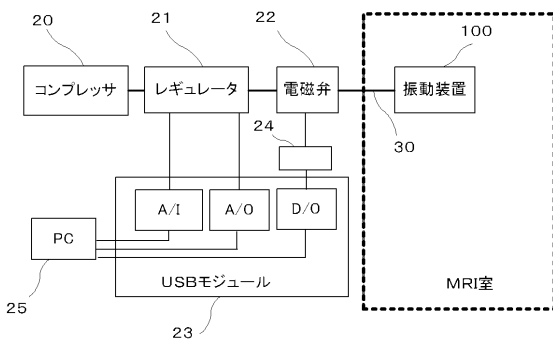 20
21
22
100
コンプレッサ
レギュレータ
電磁弁
振動装置
24
30
A/I
A/O
D/O
PC
USBモジュール
MRI室
25
23